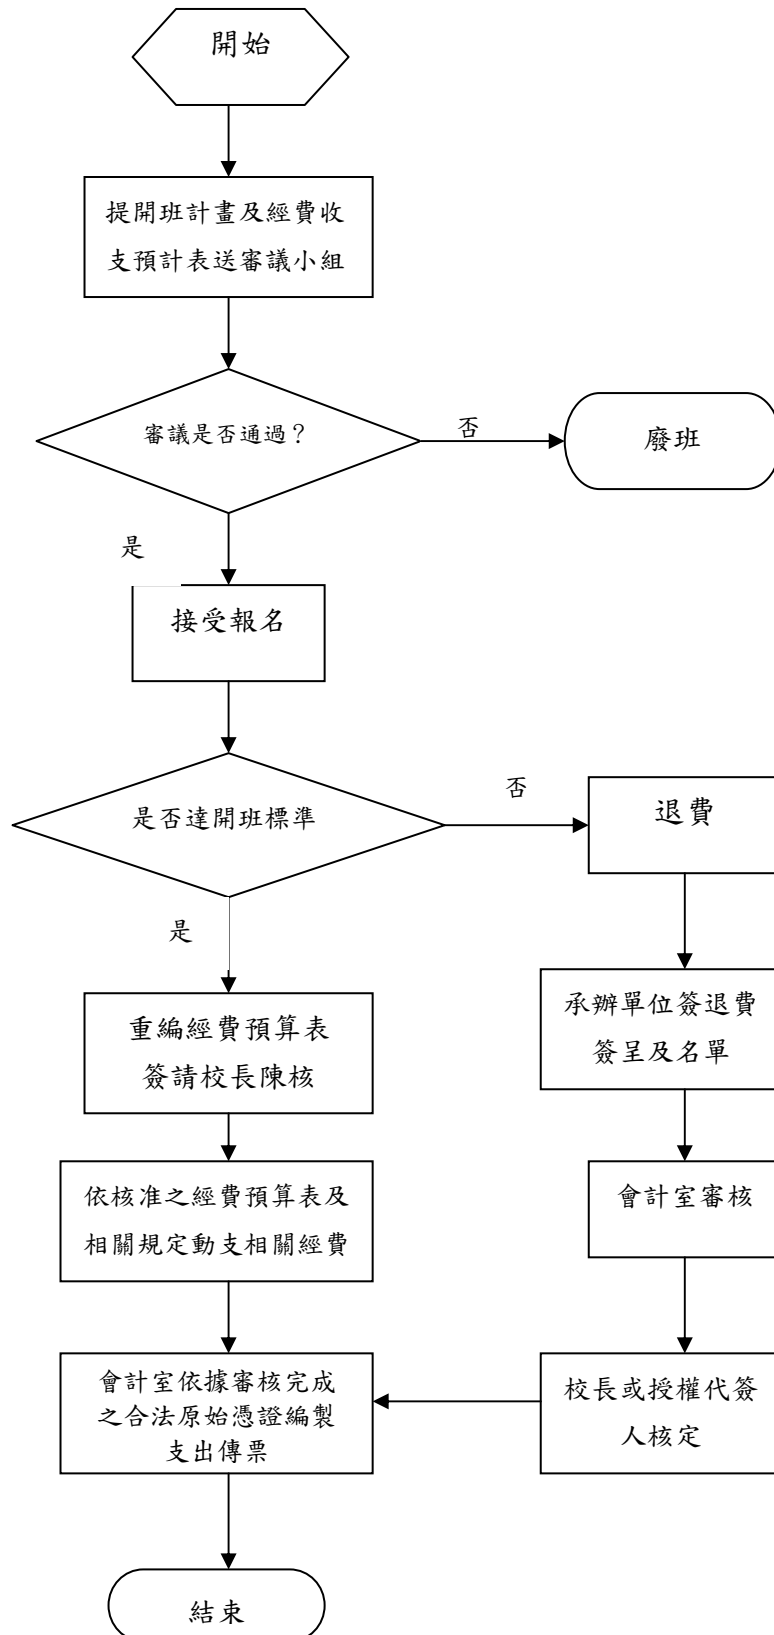 開始
提開班計畫及經費收
支預計表送審議小組
審議是否通過？
否
廢班
是
接受報名
是否達開班標準
否
退費
是
重編經費預算表
簽請校長陳核
承辦單位簽退費
簽呈及名單
依核准之經費預算表及
相關規定動支相關經費
會計室審核
會計室依據審核完成
之合法原始憑證編製
支出傳票
校長或授權代簽
人核定
結束